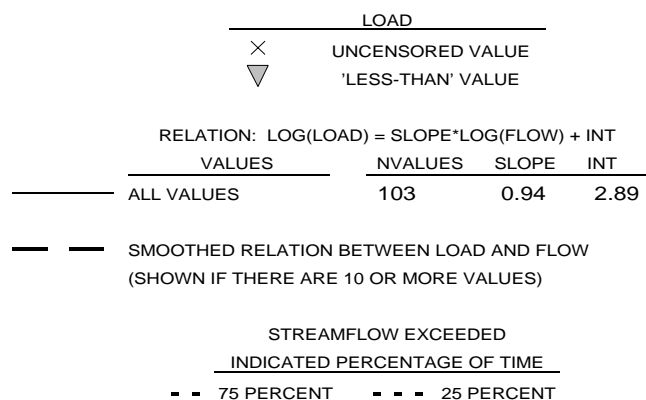 LOAD
UNCENSORED VALUE
'LESS-THAN' VALUE
RELATION: LOG(LOAD) = SLOPE*LOG(FLOW) + INT
VALUES NVALUES SLOPE INT
ALL VALUES 103 0.94 2.89
SMOOTHED RELATION BETWEEN LOAD AND FLOW
(SHOWN IF THERE ARE 10 OR MORE VALUES)
STREAMFLOW EXCEEDED
INDICATED PERCENTAGE OF TIME
75 PERCENT 25 PERCENT